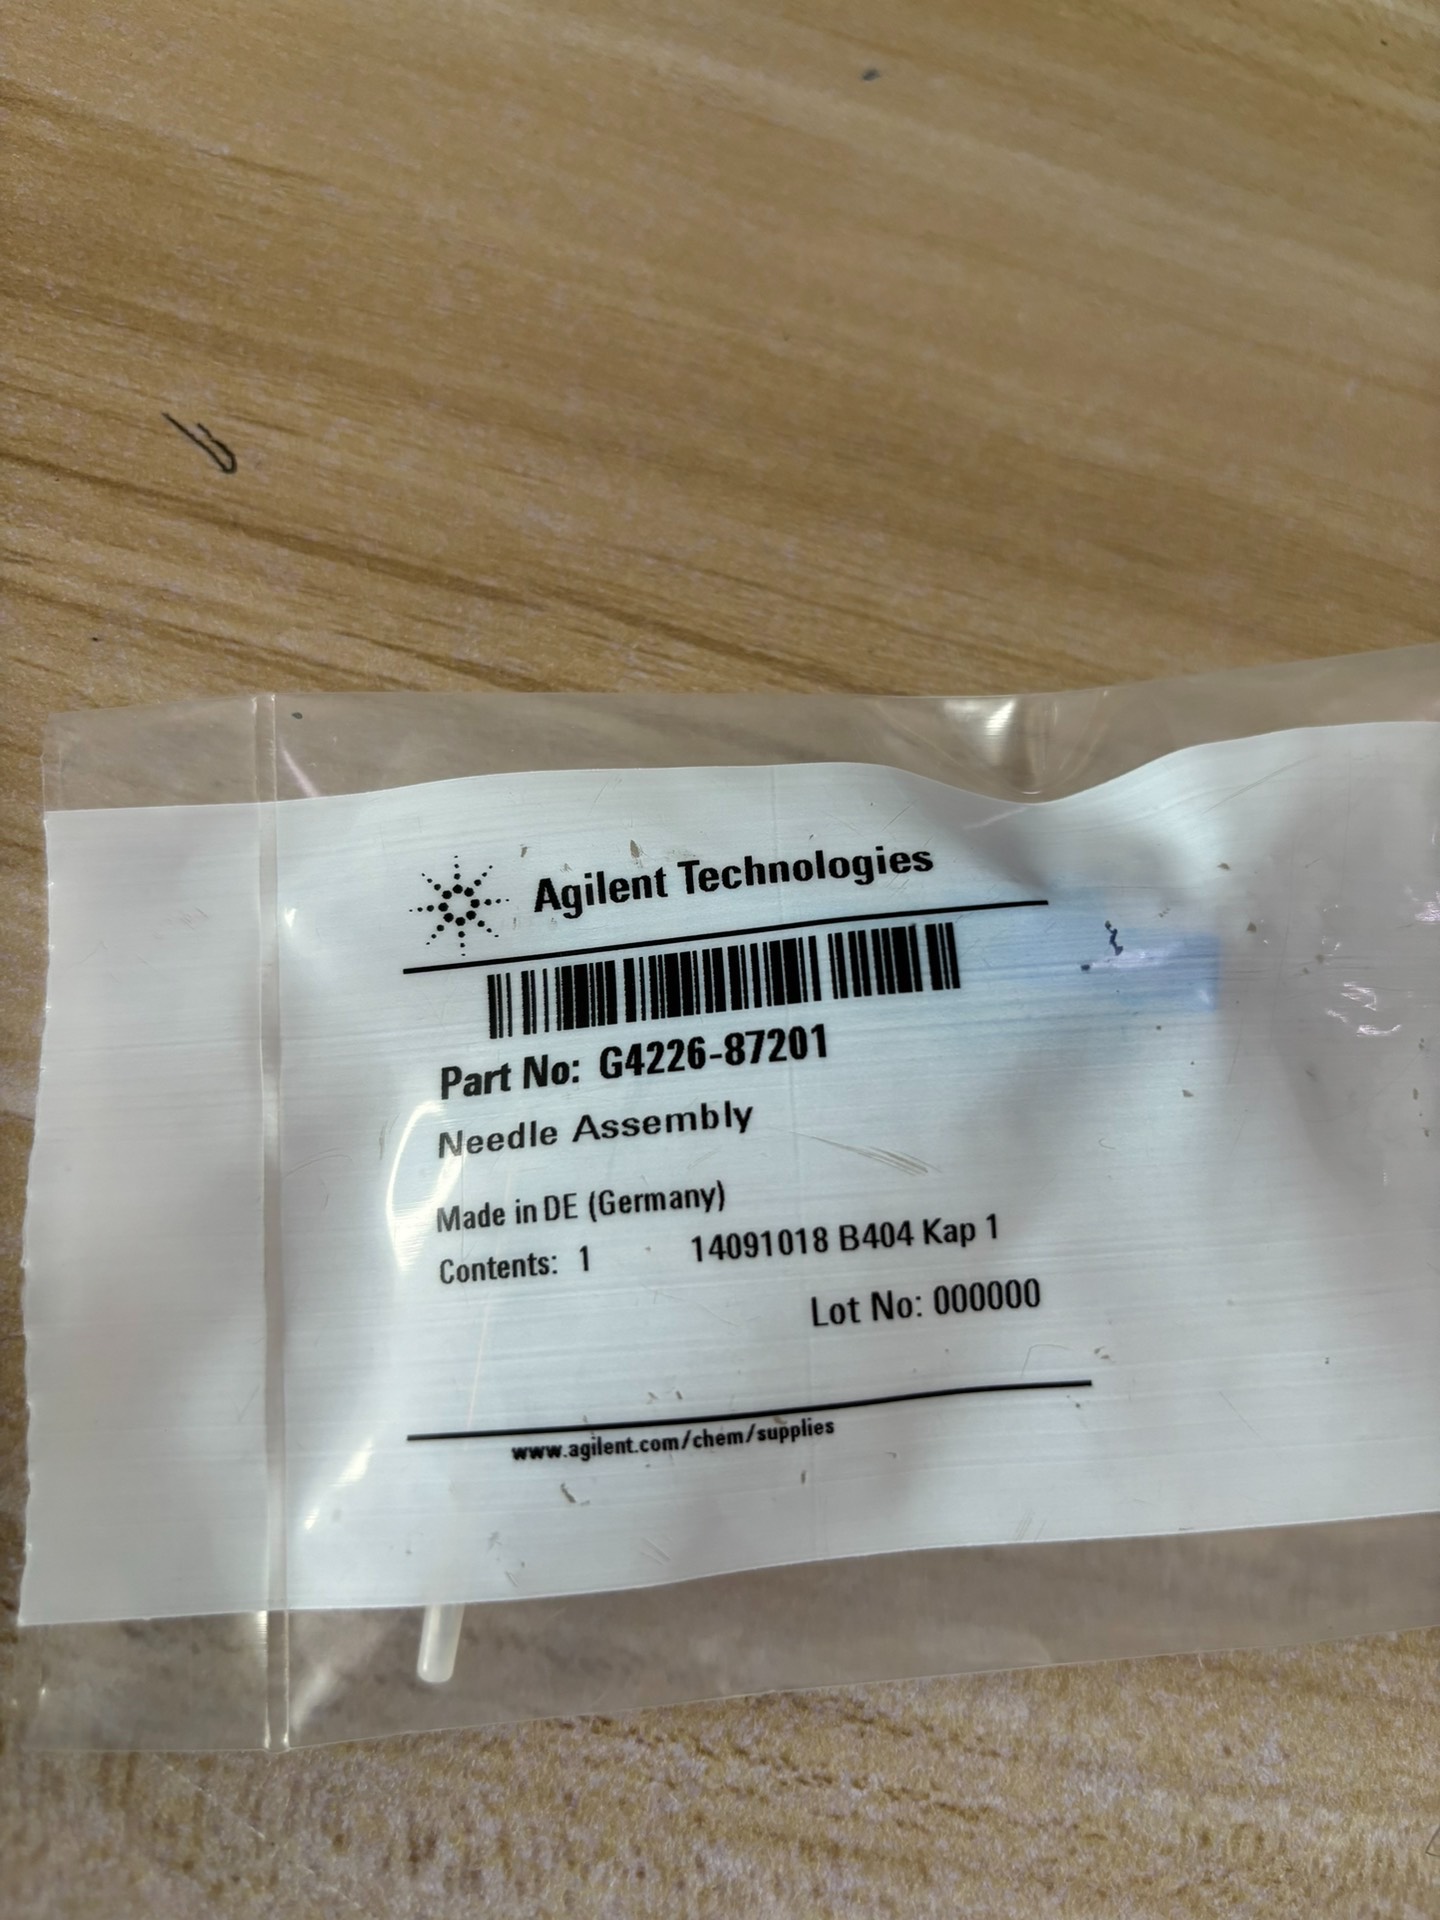 Agilent Technologies
Part No: G4226-87201
Needle Assembly
Made in DE (Germany)
Contents: 1 14091018 B404 Kap 1
Lot No: 000000
www.agilent.com/chem/supplies